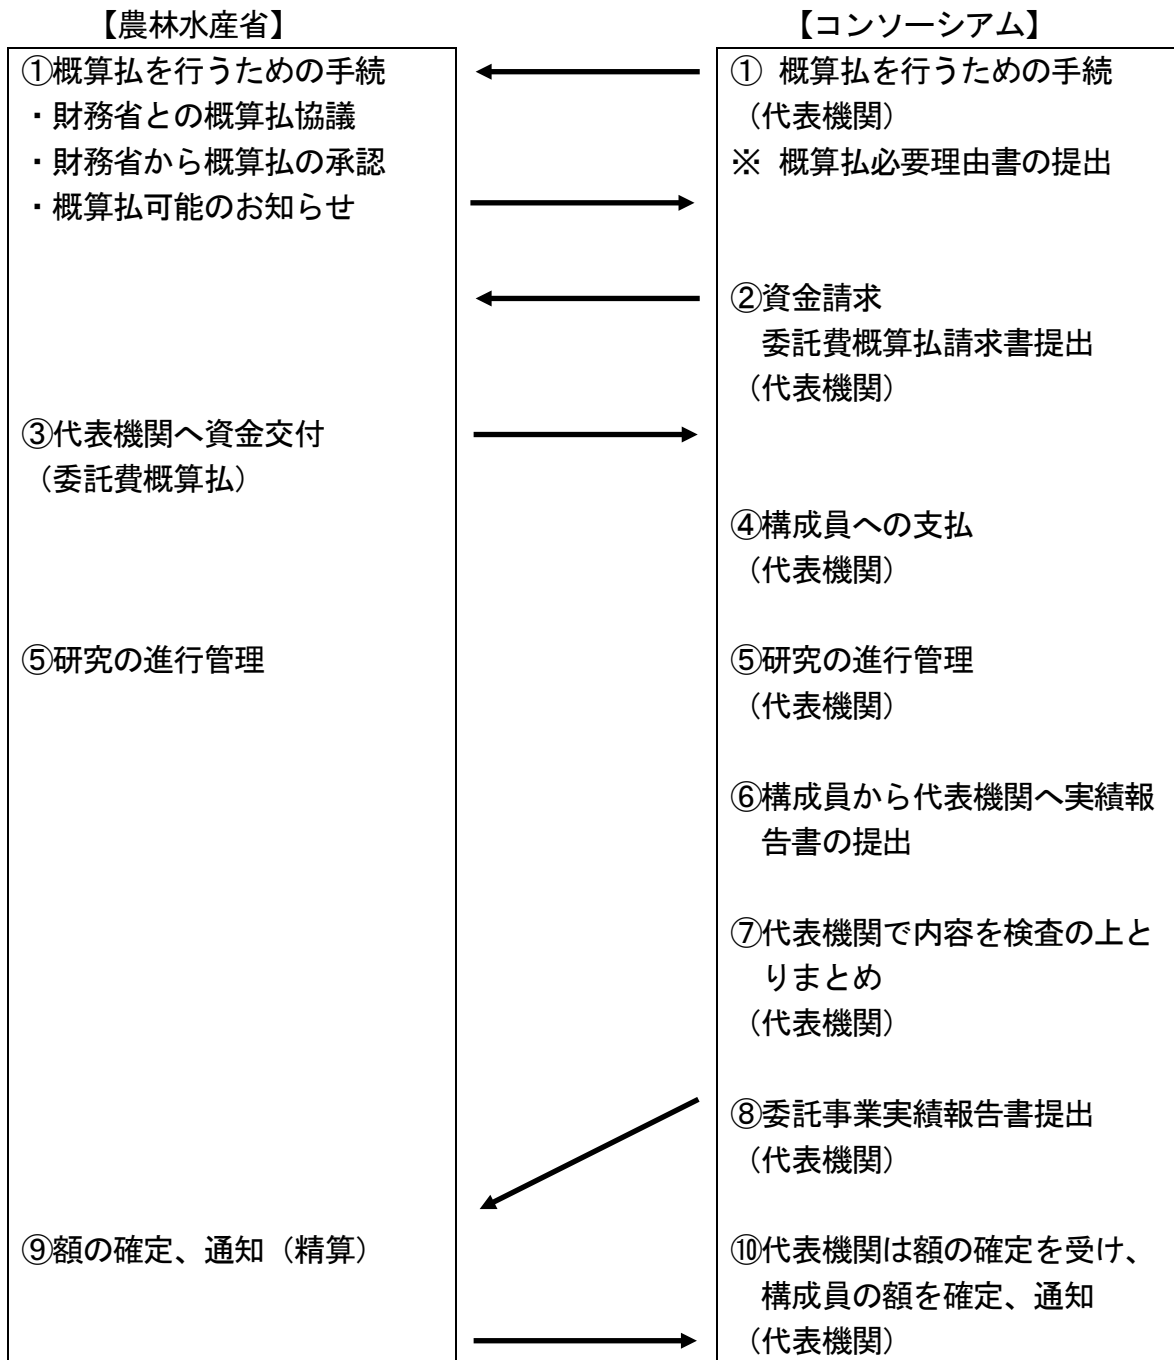 【農林水産省】
①概算払を行うための手続
・財務省との概算払協議
・財務省から概算払の承認
・概算払可能のお知らせ
③代表機関へ資金交付
（委託費概算払）
⑤研究の進行管理
⑨額の確定、通知（精算）
【コンソーシアム】
① 概算払を行うための手続
（代表機関）
※ 概算払必要理由書の提出
②資金請求
委託費概算払請求書提出
（代表機関）
④構成員への支払
（代表機関）
⑤研究の進行管理
（代表機関）
⑥構成員から代表機関へ実績報
告書の提出
⑦代表機関で内容を検査の上と
りまとめ
（代表機関）
⑧委託事業実績報告書提出
（代表機関）
⑩代表機関は額の確定を受け、
構成員の額を確定、通知
（代表機関）